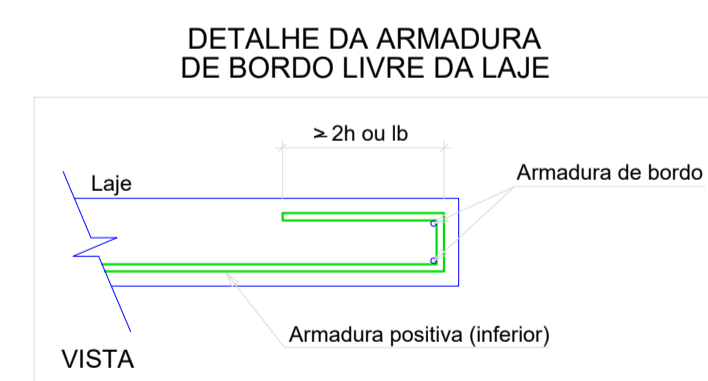 DETALHE DA ARMADURA
DE BORDO LIVRE DA LAJE
≥ 2h ou lb
Armadura de bordo
Laje
Armadura positiva (inferior)
VISTA